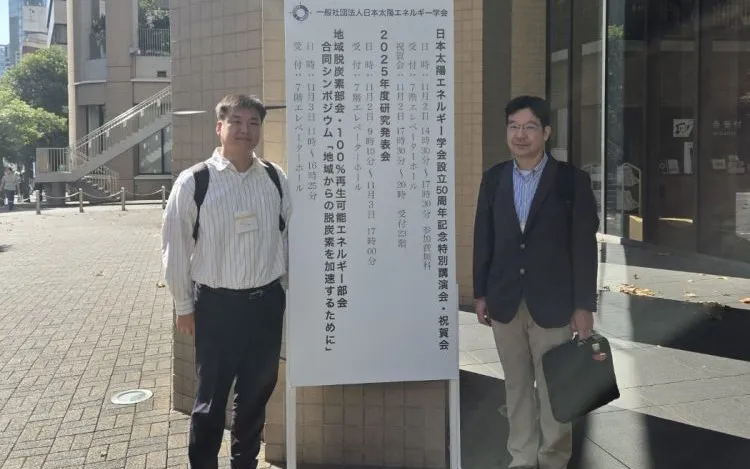 一般社団法人日本太陽エネルギー学会
日本太陽エネルギー学会設立50周年記念特別講演会・祝賀会
日時：11月2日 14時30分～17時30分 参加費無料
受付：7階エレベーターホール
祝賀会：11月2日 17時30分～20時 受付23階
2025年度研究発表会
日時：11月2日 9時10分～11月3日 17時00分
受付：7階エレベーターホール
地域脱炭素部会・100%再生可能エネルギー部会
合同シンポジウム「地域からの脱炭素を加速するために」
日時：11月3日 13時～16時25分
受付：7階エレベーターホール